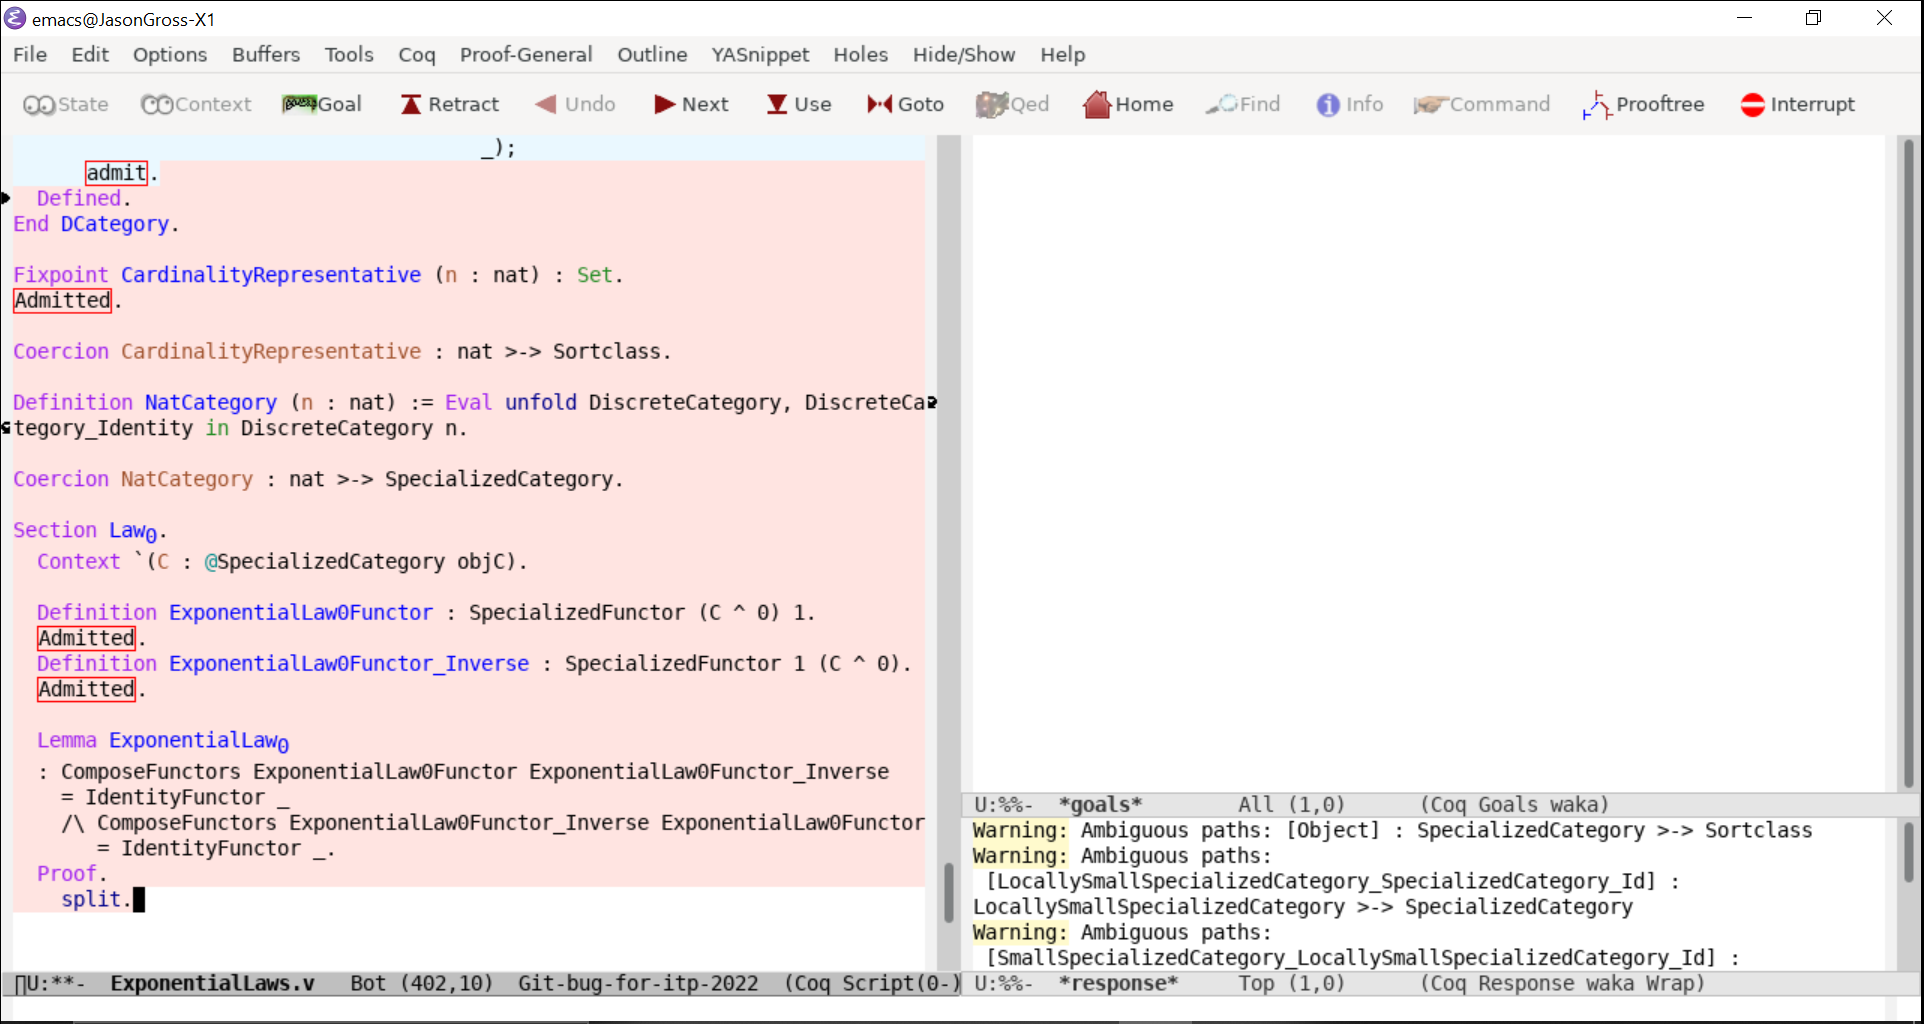 emacs@JasonGross-X1
File Edit Options Buffers Tools Coq Proof-General Outline YASnippet Holes Hide/Show Help
State Context Goal Retract Undo Next Use Goto Qed Home Find Info Command Prooftree Interrupt
_);
admit.
Defined.
End DCategory.
Fixpoint CardinalityRepresentative (n : nat) : Set.
Admitted.
Coercion CardinalityRepresentative : nat >-> Sortclass.
Definition NatCategory (n : nat) := Eval unfold DiscreteCategory, DiscreteCa
tegory_Identity in DiscreteCategory n.
Coercion NatCategory : nat >-> SpecializedCategory.
Section Law₀.
Context `(C : @SpecializedCategory objC).
Definition ExponentialLaw0Functor : SpecializedFunctor (C ^ 0) 1.
Admitted.
Definition ExponentialLaw0Functor_Inverse : SpecializedFunctor 1 (C ^ 0).
Admitted.
Lemma ExponentialLaw₀
: ComposeFunctors ExponentialLaw0Functor ExponentialLaw0Functor_Inverse
= IdentityFunctor _
/\ ComposeFunctors ExponentialLaw0Functor_Inverse ExponentialLaw0Functor
= IdentityFunctor _.
Proof.
split.
U:**- ExponentialLaws.v Bot (402,10) Git-bug-for-itp-2022 (Coq Script(0-)
U:%%- *goals* All (1,0) (Coq Goals waka)
Warning: Ambiguous paths: [Object] : SpecializedCategory >-> Sortclass
Warning: Ambiguous paths:
[LocallySmallSpecializedCategory_SpecializedCategory_Id] :
LocallySmallSpecializedCategory >-> SpecializedCategory
Warning: Ambiguous paths:
[SmallSpecializedCategory_LocallySmallSpecializedCategory_Id] :
U:%%- *response* Top (1,0) (Coq Response waka Wrap)